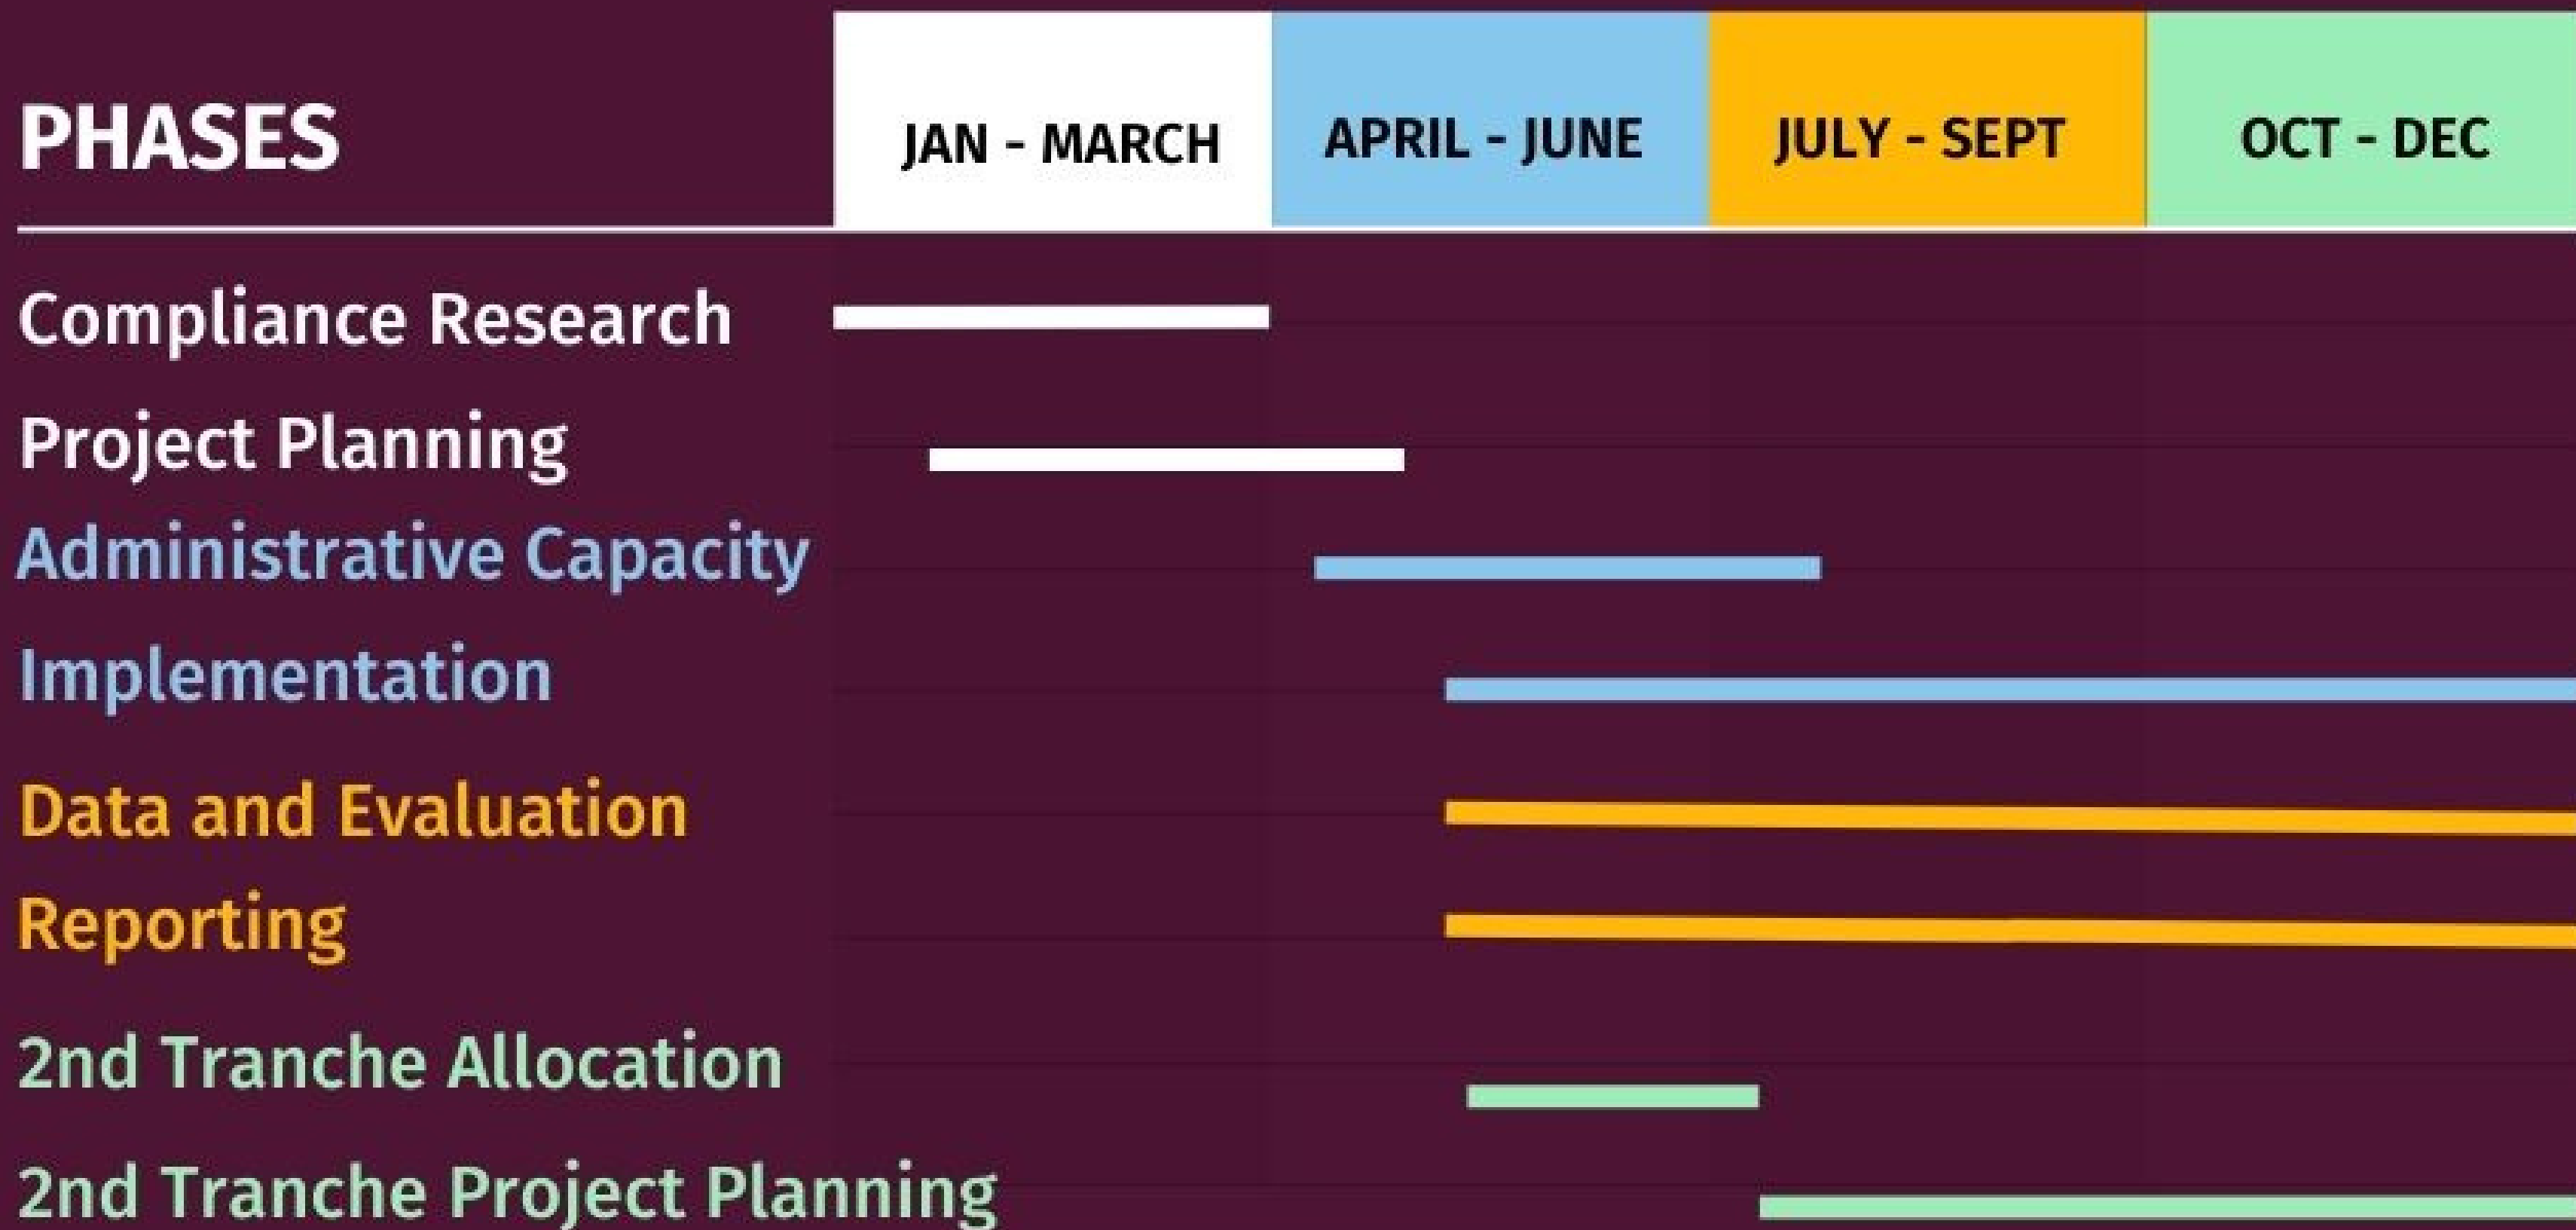 PHASES JAN - MARCH APRIL - JUNE JULY - SEPT OCT - DEC
Compliance Research
Project Planning
Administrative Capacity
Implementation
Data and Evaluation
Reporting
2nd Tranche Allocation
2nd Tranche Project Planning